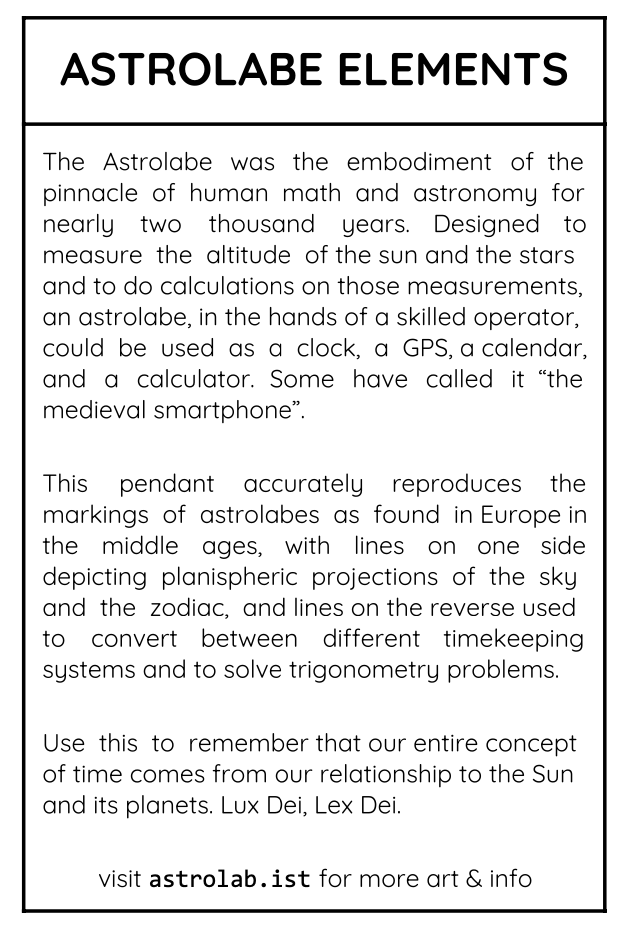 ASTROLABE ELEMENTS
The Astrolabe was the embodiment of the
pinnacle of human math and astronomy for
nearly two thousand years. Designed to
measure the altitude of the sun and the stars
and to do calculations on those measurements,
an astrolabe, in the hands of a skilled operator,
could be used as a clock, a GPS, a calendar,
and a calculator. Some have called it “the
medieval smartphone”.
This pendant accurately reproduces the
markings of astrolabes as found in Europe in
the middle ages, with lines on one side
depicting planispheric projections of the sky
and the zodiac, and lines on the reverse used
to convert between different timekeeping
systems and to solve trigonometry problems.
Use this to remember that our entire concept
of time comes from our relationship to the Sun
and its planets. Lux Dei, Lex Dei.
visit astrolab.ist for more art & info